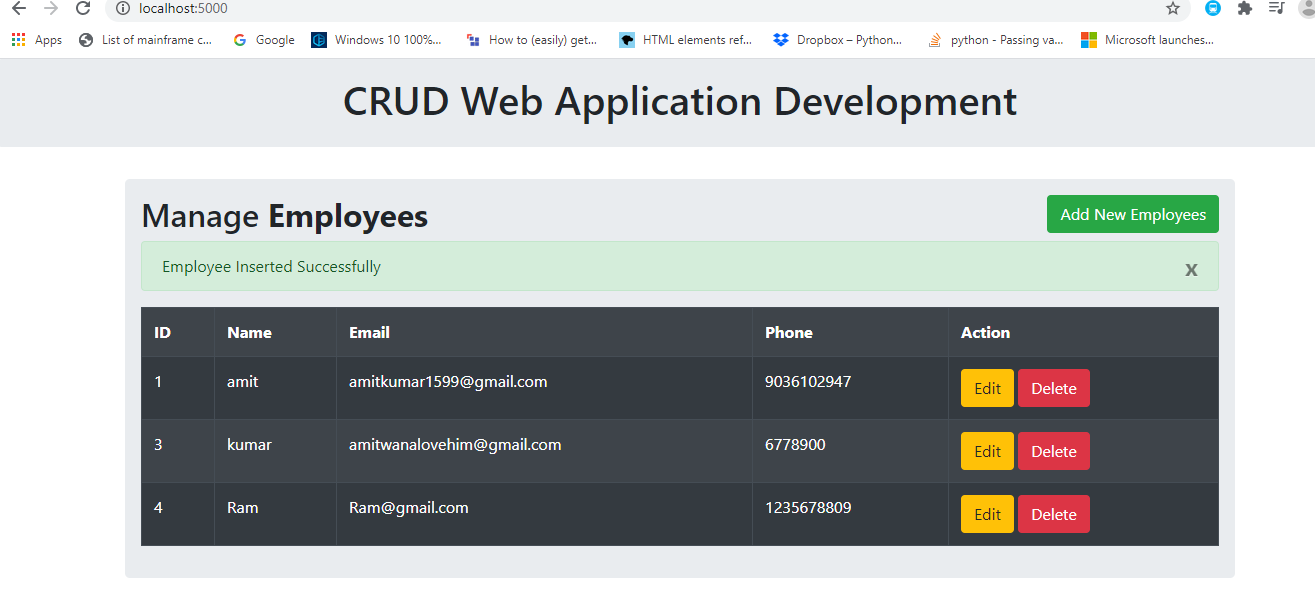 localhost:5000
Apps List of mainframe c... Google Windows 10 100%... How to (easily) get... HTML elements ref... Dropbox – Python... python - Passing va... Microsoft launches...
CRUD Web Application Development
Manage Employees Add New Employees
Employee Inserted Successfully x
ID Name Email Phone Action
1 amit amitkumar1599@gmail.com 9036102947 Edit Delete
3 kumar amitwanalovehim@gmail.com 6778900 Edit Delete
4 Ram Ram@gmail.com 1235678809 Edit Delete